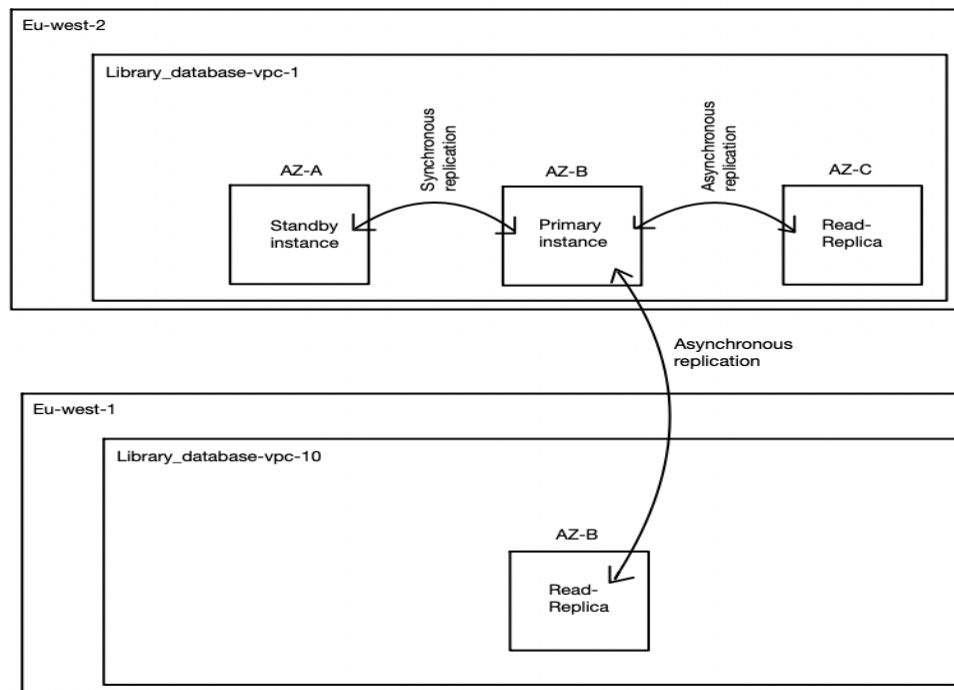 Eu-west-2
Library_database-vpc-1
Synchronous
replication
Asynchronous
replication
AZ-A
AZ-B
AZ-C
Standby
instance
Primary
instance
Read-
Replica
Asynchronous
replication
Eu-west-1
Library_database-vpc-10
AZ-B
Read-
Replica